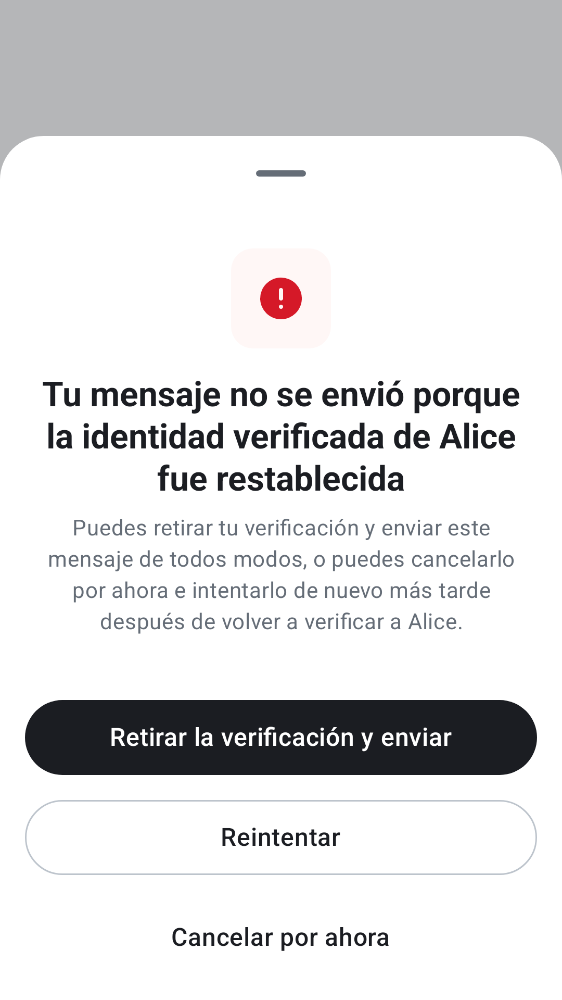 Tu mensaje no se envió porque
la identidad verificada de Alice
fue restablecida
Puedes retirar tu verificación y enviar este
mensaje de todos modos, o puedes cancelarlo
por ahora e intentarlo de nuevo más tarde
después de volver a verificar a Alice.
Retirar la verificación y enviar
Reintentar
Cancelar por ahora